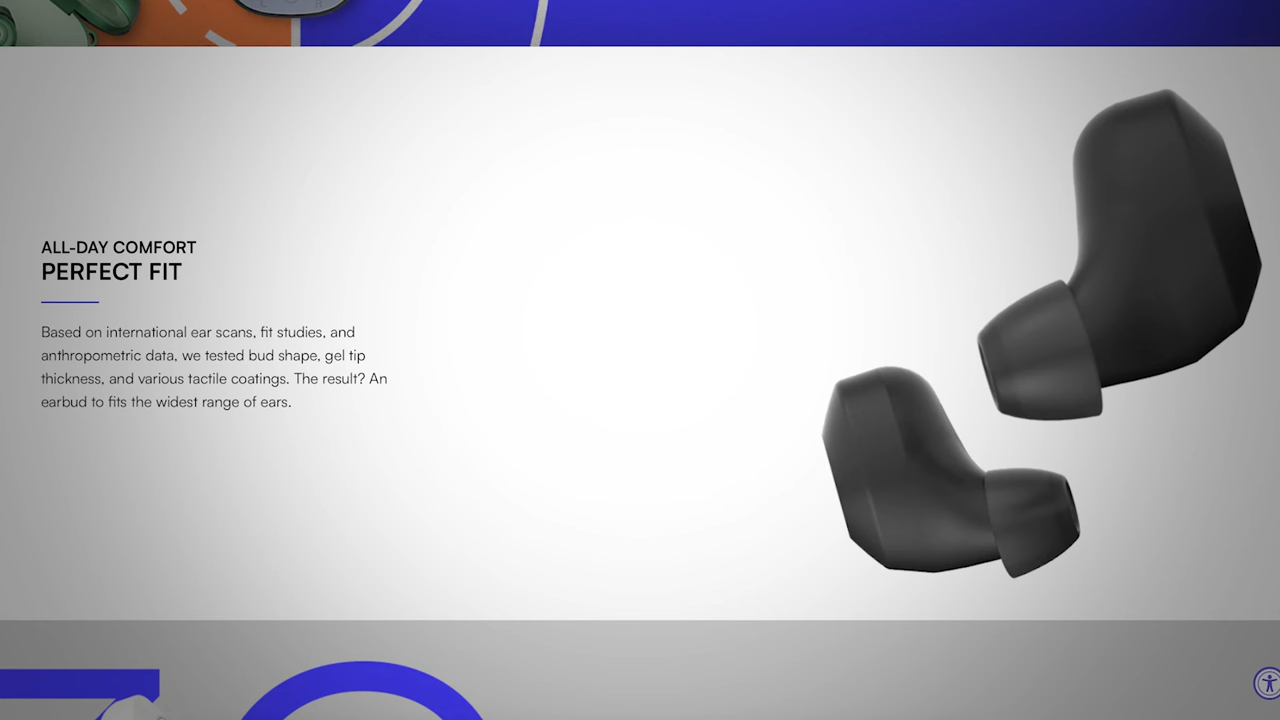 ALL-DAY COMFORT
PERFECT FIT
Based on international ear scans, fit studies, and
anthropometric data, we tested bud shape, gel tip
thickness, and various tactile coatings. The result? An
earbud to fits the widest range of ears.